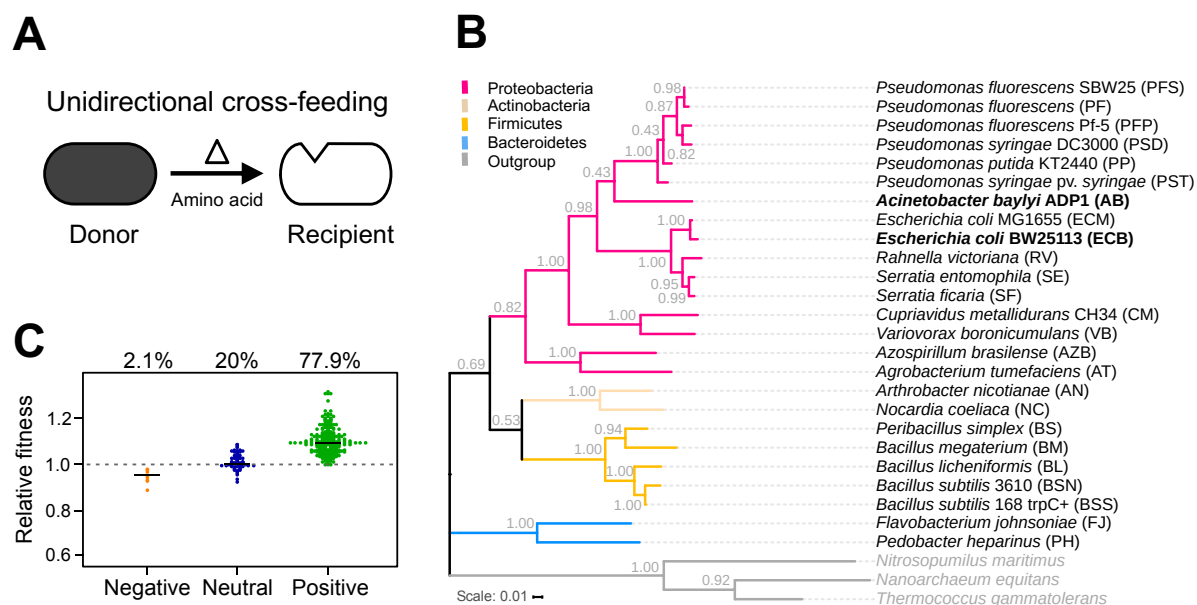 A
Unidirectional cross-feeding
Amino acid
Donor
Recipient
B
Proteobacteria
Actinobacteria
Firmicutes
Bacteroidetes
Outgroup
0.98
0.87
0.43
0.82
1.00
0.43
0.98
1.00
1.00
0.95
0.99
0.82
1.00
1.00
0.69
0.53
0.94
1.00
1.00
1.00
1.00
1.00
0.92
Pseudomonas fluorescens SBW25 (PFS)
Pseudomonas fluorescens (PF)
Pseudomonas fluorescens Pf-5 (PFP)
Pseudomonas syringae DC3000 (PSD)
Pseudomonas putida KT2440 (PP)
Pseudomonas syringae pv. syringae (PST)
Acinetobacter baylyi ADP1 (AB)
Escherichia coli MG1655 (ECM)
Escherichia coli BW25113 (ECB)
Rahnella victoriana (RV)
Serratia entomophila (SE)
Serratia ficaria (SF)
Cupriavidus metallidurans CH34 (CM)
Variovorax boronicumulans (VB)
Azospirillum brasilense (AZB)
Agrobacterium tumefaciens (AT)
Arthrobacter nicotianae (AN)
Nocardia coeliaca (NC)
Peribacillus simplex (BS)
Bacillus megaterium (BM)
Bacillus licheniformis (BL)
Bacillus subtilis 3610 (BSN)
Bacillus subtilis 168 trpC+ (BSS)
Flavobacterium johnsoniae (FJ)
Pedobacter heparinus (PH)
Nitrosopumilus maritimus
Nanoarchaeum equitans
Thermococcus gammatolerans
Scale: 0.01
C
2.1% 20% 77.9%
Relative fitness
1.2
1.0
0.8
0.6
Negative Neutral Positive